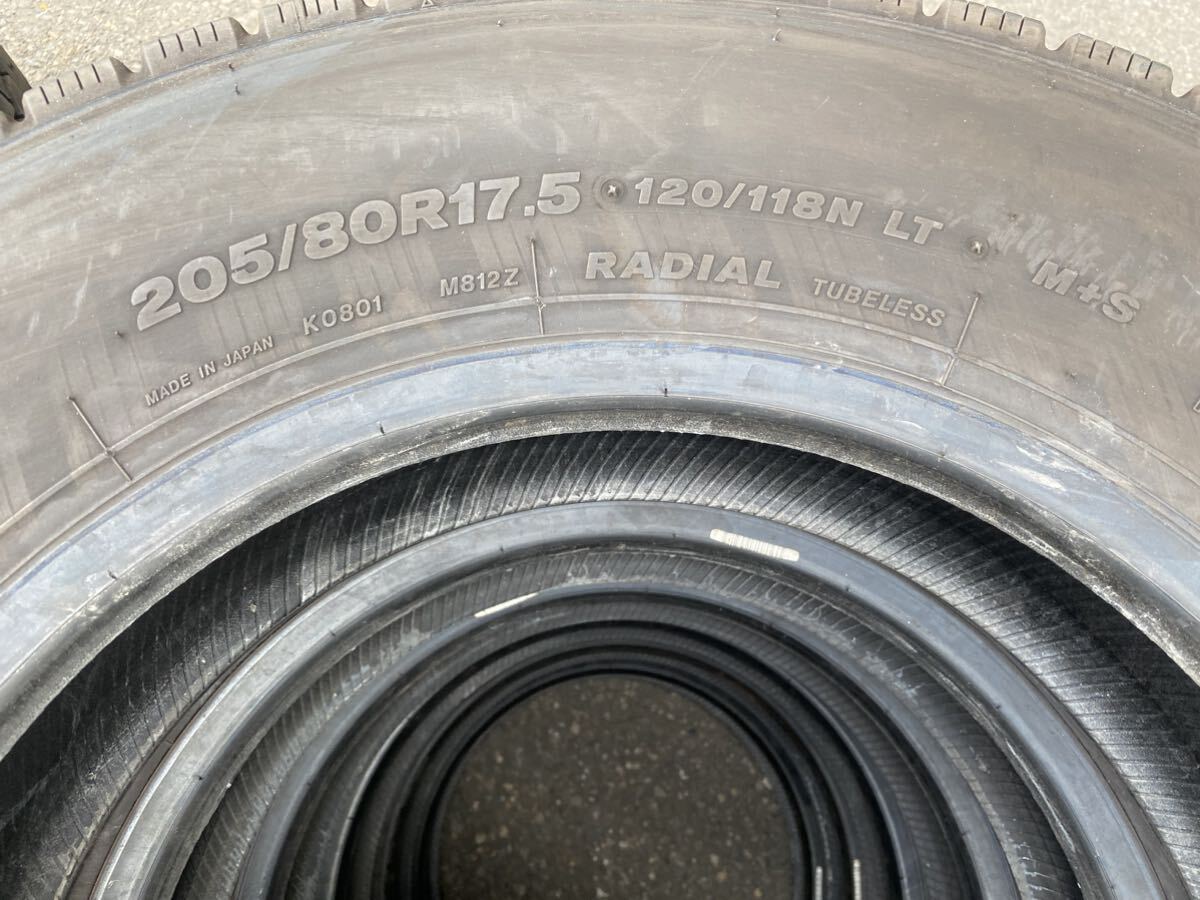 205/80R17.5 120/118N LT M+S
MADE IN JAPAN K0801 M812Z RADIAL TUBELESS